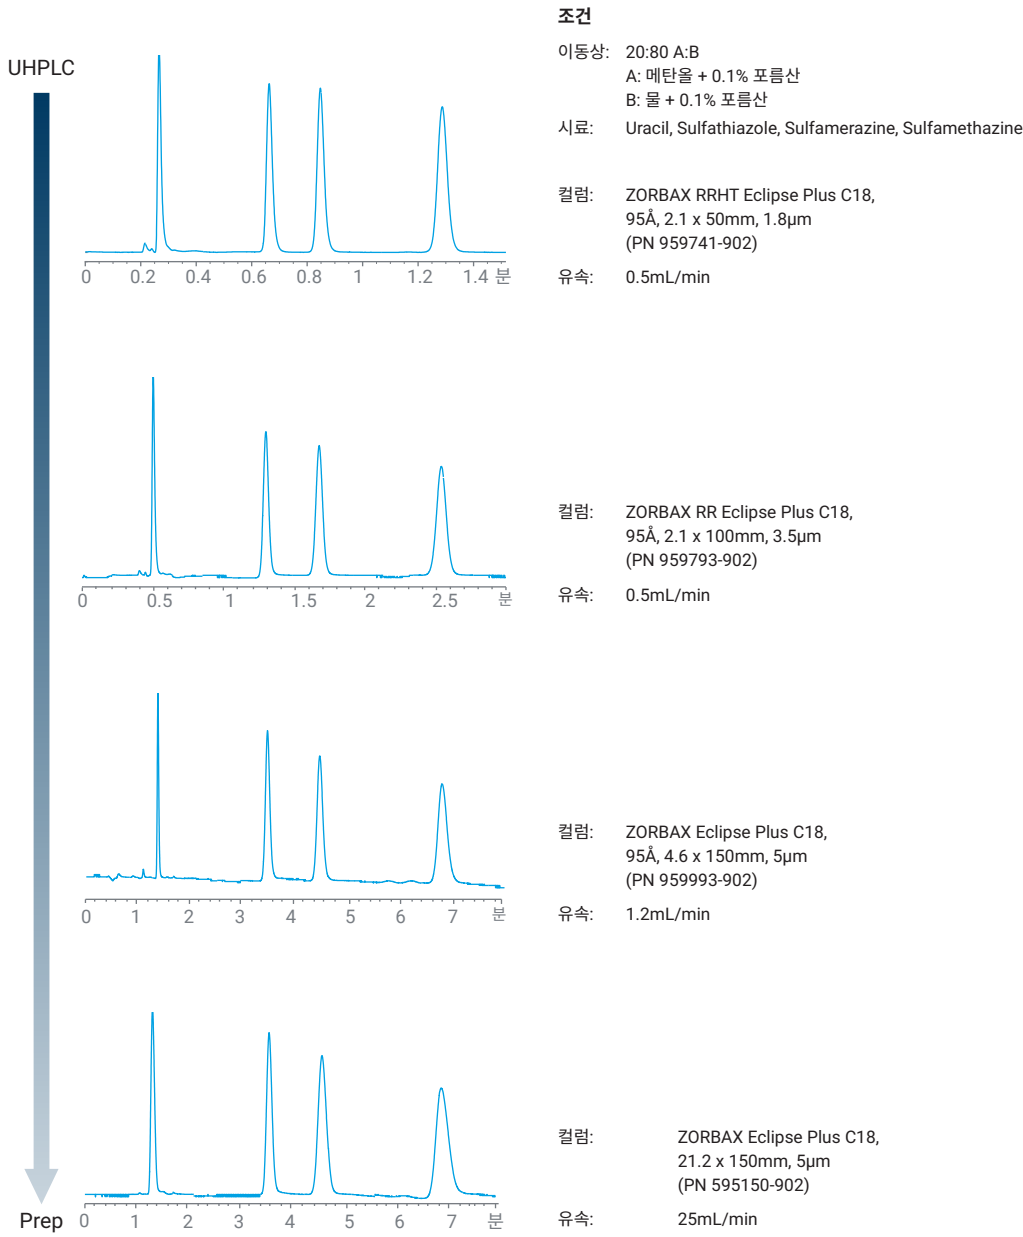 조건
UHPLC
이동상: 20:80 A:B
A: 메탄올 + 0.1% 포름산
B: 물 + 0.1% 포름산
시료: Uracil, Sulfathiazole, Sulfamerazine, Sulfamethazine
컬럼: ZORBAX RRHT Eclipse Plus C18,
95Å, 2.1 x 50mm, 1.8µm
(PN 959741-902)
유속: 0.5mL/min
0 0.2 0.4 0.6 0.8 1 1.2 1.4 분
컬럼: ZORBAX RR Eclipse Plus C18,
95Å, 2.1 x 100mm, 3.5µm
(PN 959793-902)
유속: 0.5mL/min
0 0.5 1 1.5 2 2.5 분
컬럼: ZORBAX Eclipse Plus C18,
95Å, 4.6 x 150mm, 5µm
(PN 959993-902)
유속: 1.2mL/min
0 1 2 3 4 5 6 7 분
컬럼: ZORBAX Eclipse Plus C18,
21.2 x 150mm, 5µm
(PN 595150-902)
유속: 25mL/min
Prep
0 1 2 3 4 5 6 7 분